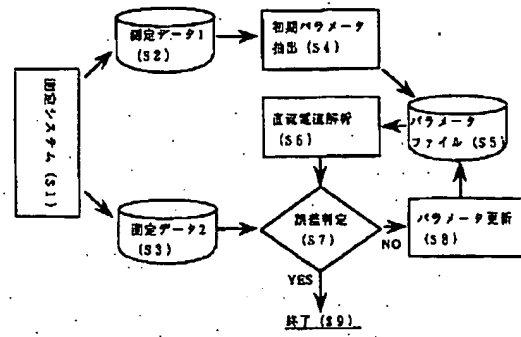 測定データ1
(S2)
初期パラメータ
抽出 (S4)
測定システム (S1)
直流電流解析
(S6)
パラメータ
ファイル (S5)
測定データ2
(S3)
誤差判定
(S7)
NO
パラメータ更新
(S8)
YES
終了 (S9)